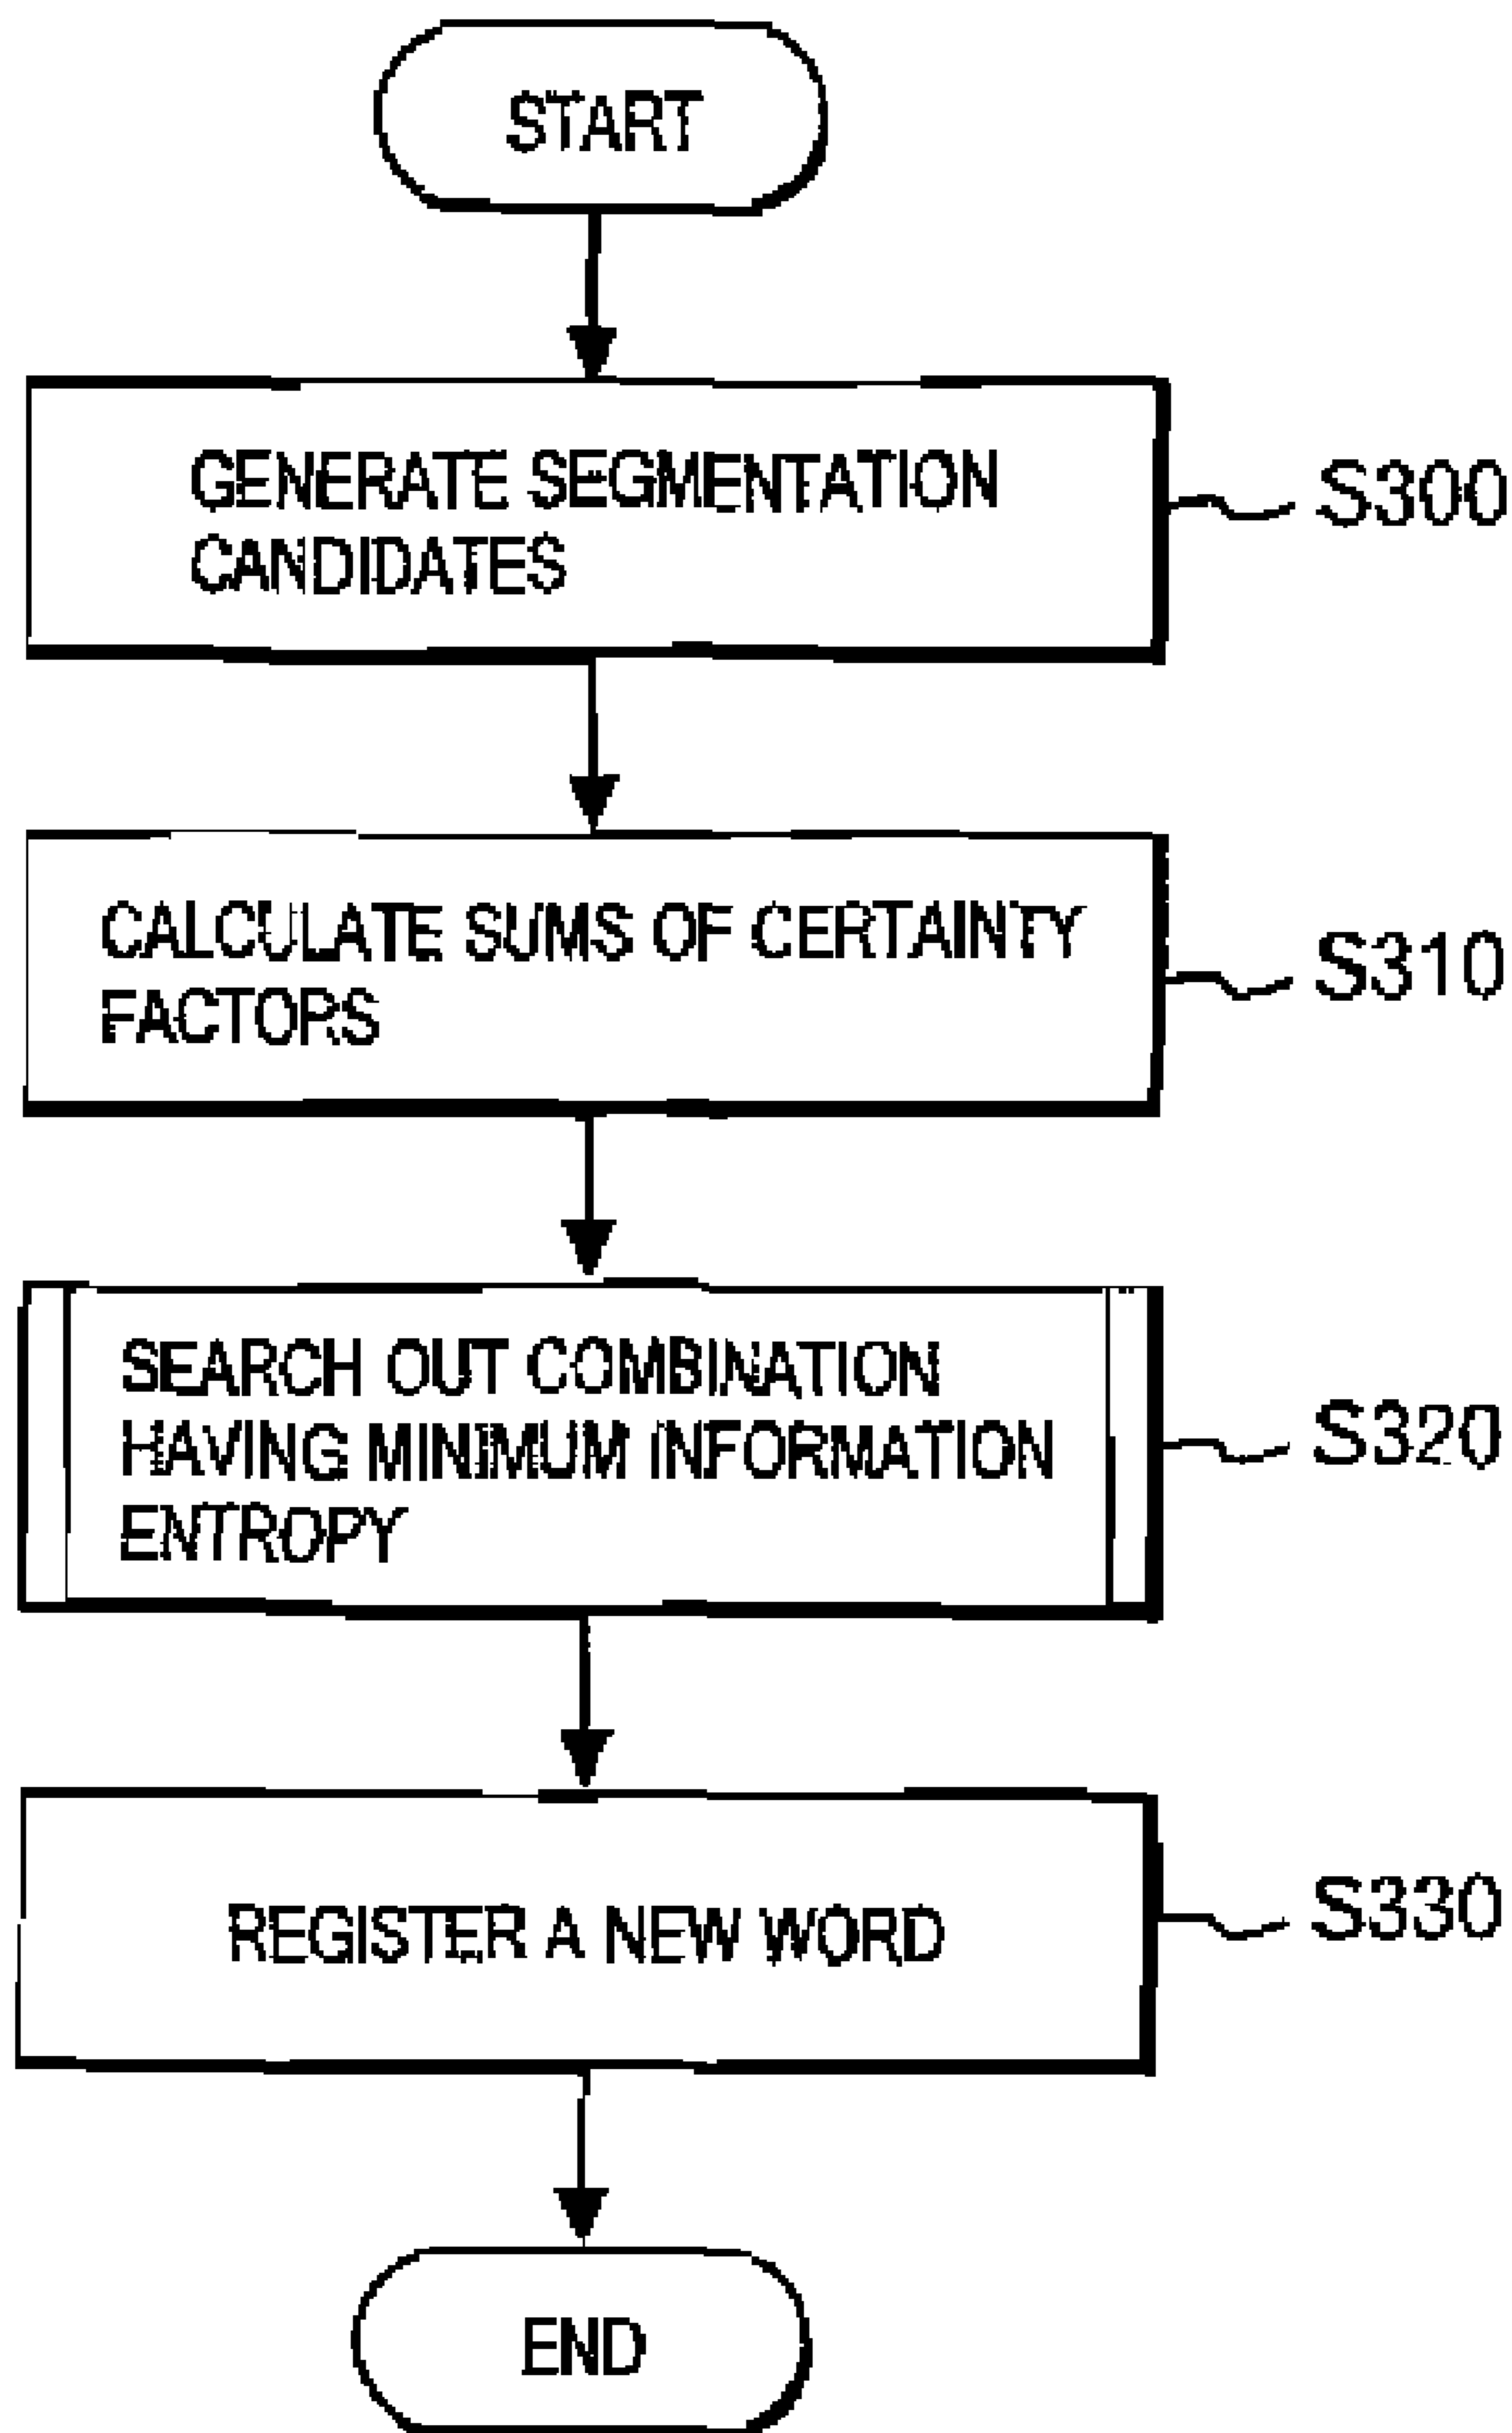 START
GENERATE SEGMENTATION
CANDIDATES
S300
CALCULATE SUMS OF CERTAINTY
FACTORS
S310
SEARCH OUT COMBINATION
HAVING MINIMUM INFORMATION
ENTROPY
S320
REGISTER A NEW WORD
S330
END